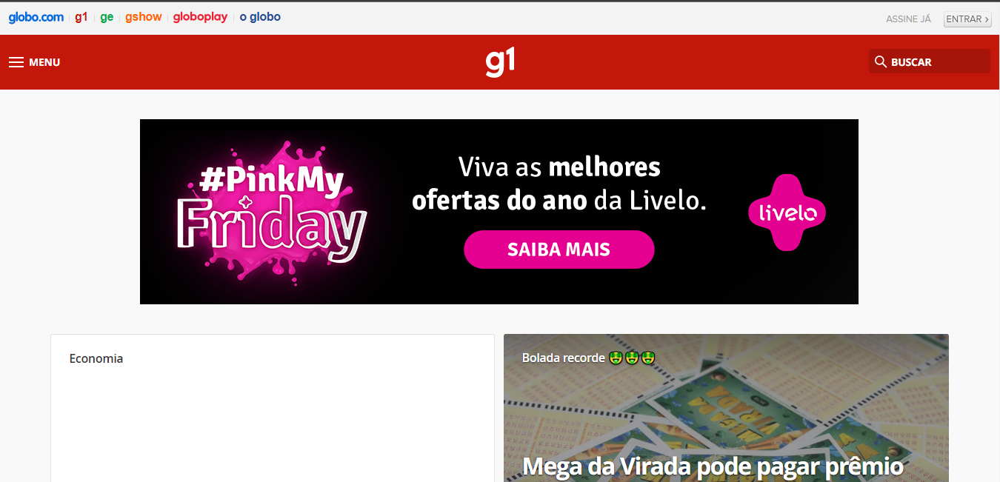 globo.com g1 ge gshow globoplay o globo
ASSINE JÁ ENTRAR ›
MENU
g1
BUSCAR
#PinkMy
Friday
Viva as melhores
ofertas do ano da Livelo.
SAIBA MAIS
livelo
Economia
Bolada recorde 🤑🤑🤑
Mega da Virada pode pagar prêmio